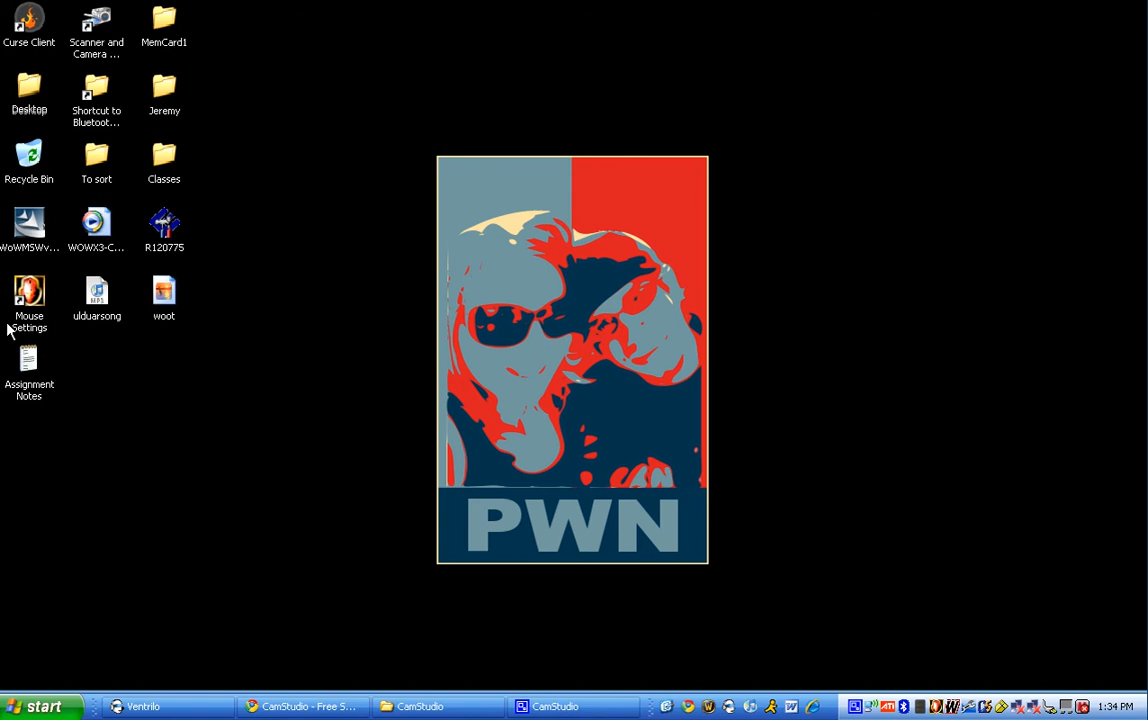 Curse Client
Scanner and
Camera ...
MemCard1
Desktop
Shortcut to
Bluetoot...
Jeremy
Recycle Bin
To sort
Classes
WoWM5Wv...
WOWX3-C...
R120775
Mouse
Settings
ulduarsong
woot
Assignment
Notes
PWN
start
Ventrilo
CamStudio - Free S...
CamStudio
CamStudio
1:34 PM